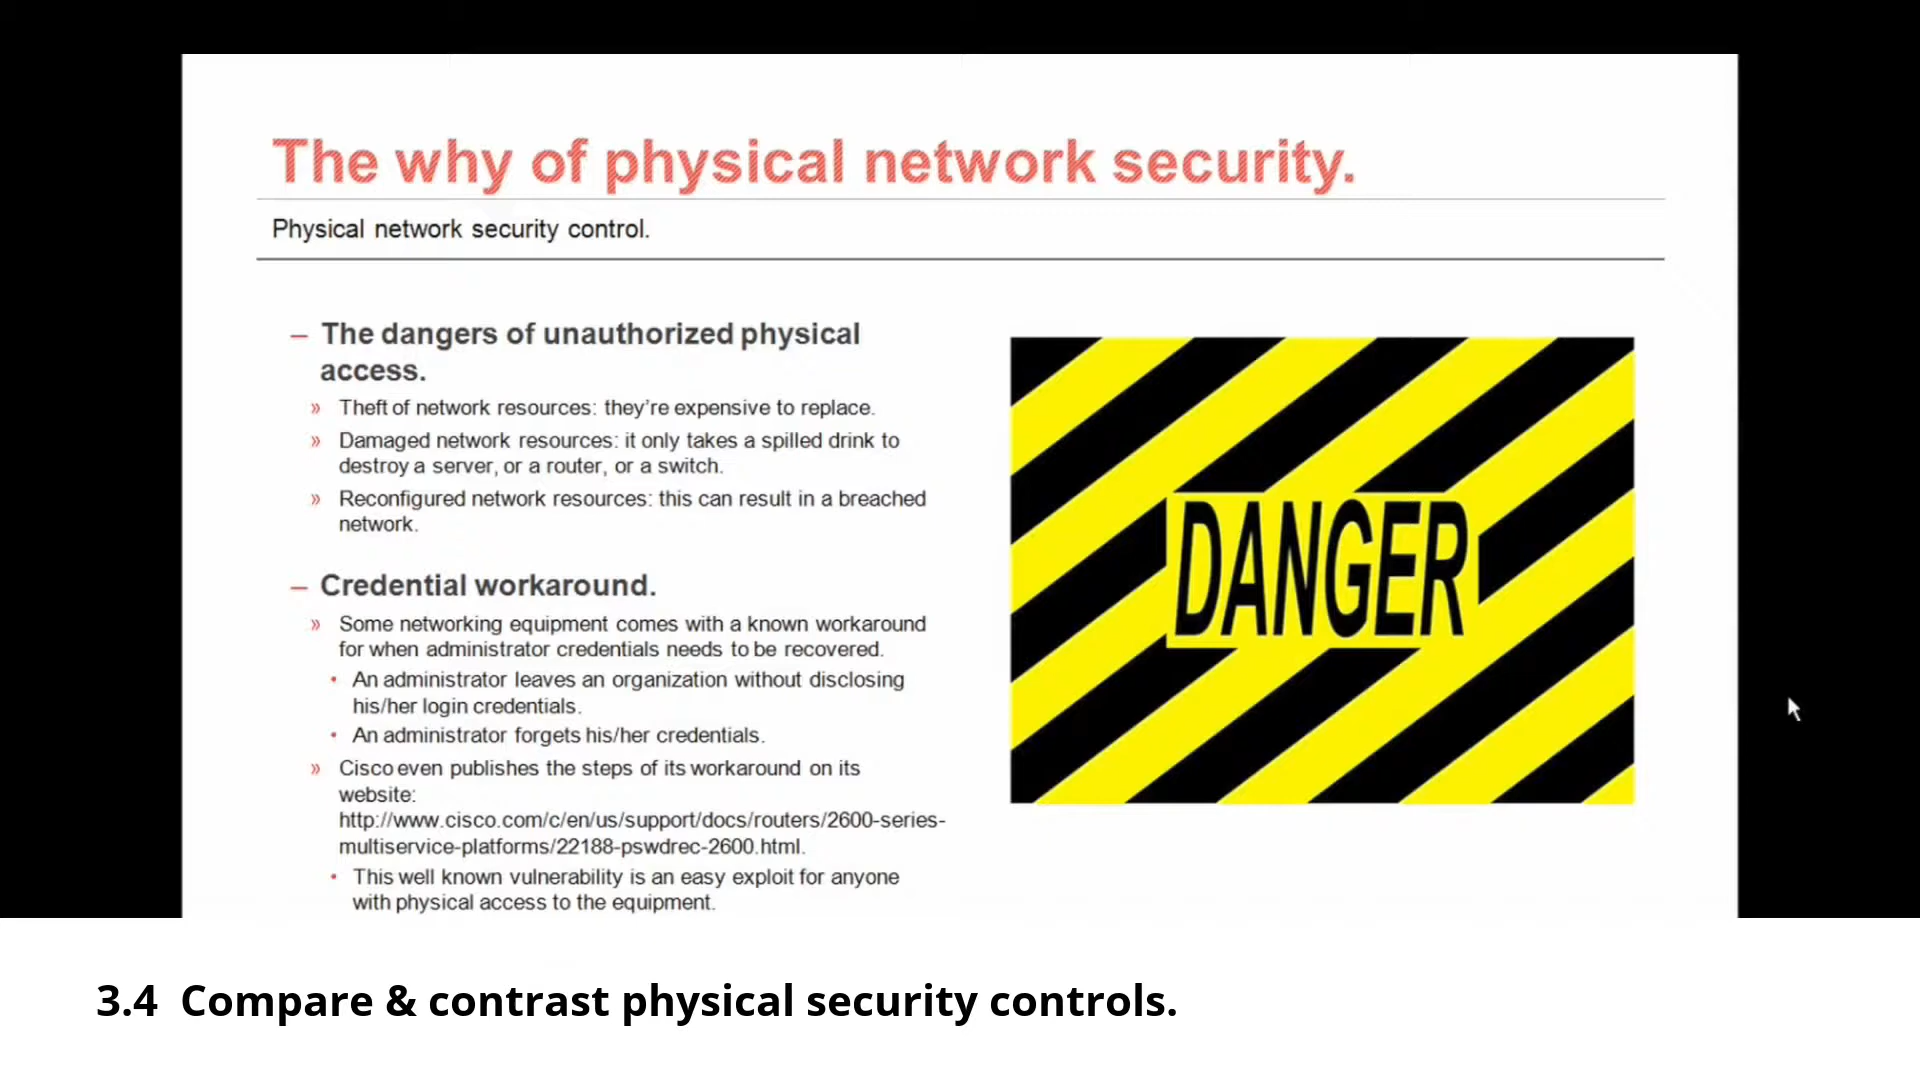 The why of physical network security.
Physical network security control.
– The dangers of unauthorized physical
access.
» Theft of network resources: they're expensive to replace.
» Damaged network resources: it only takes a spilled drink to
destroy a server, or a router, or a switch.
» Reconfigured network resources: this can result in a breached
network.
– Credential workaround.
» Some networking equipment comes with a known workaround
for when administrator credentials needs to be recovered.
• An administrator leaves an organization without disclosing
his/her login credentials.
• An administrator forgets his/her credentials.
» Cisco even publishes the steps of its workaround on its
website:
http://www.cisco.com/c/en/us/support/docs/routers/2600-series-
multiservice-platforms/22188-pswdrec-2600.html.
• This well known vulnerability is an easy exploit for anyone
with physical access to the equipment.
DANGER
3.4 Compare & contrast physical security controls.